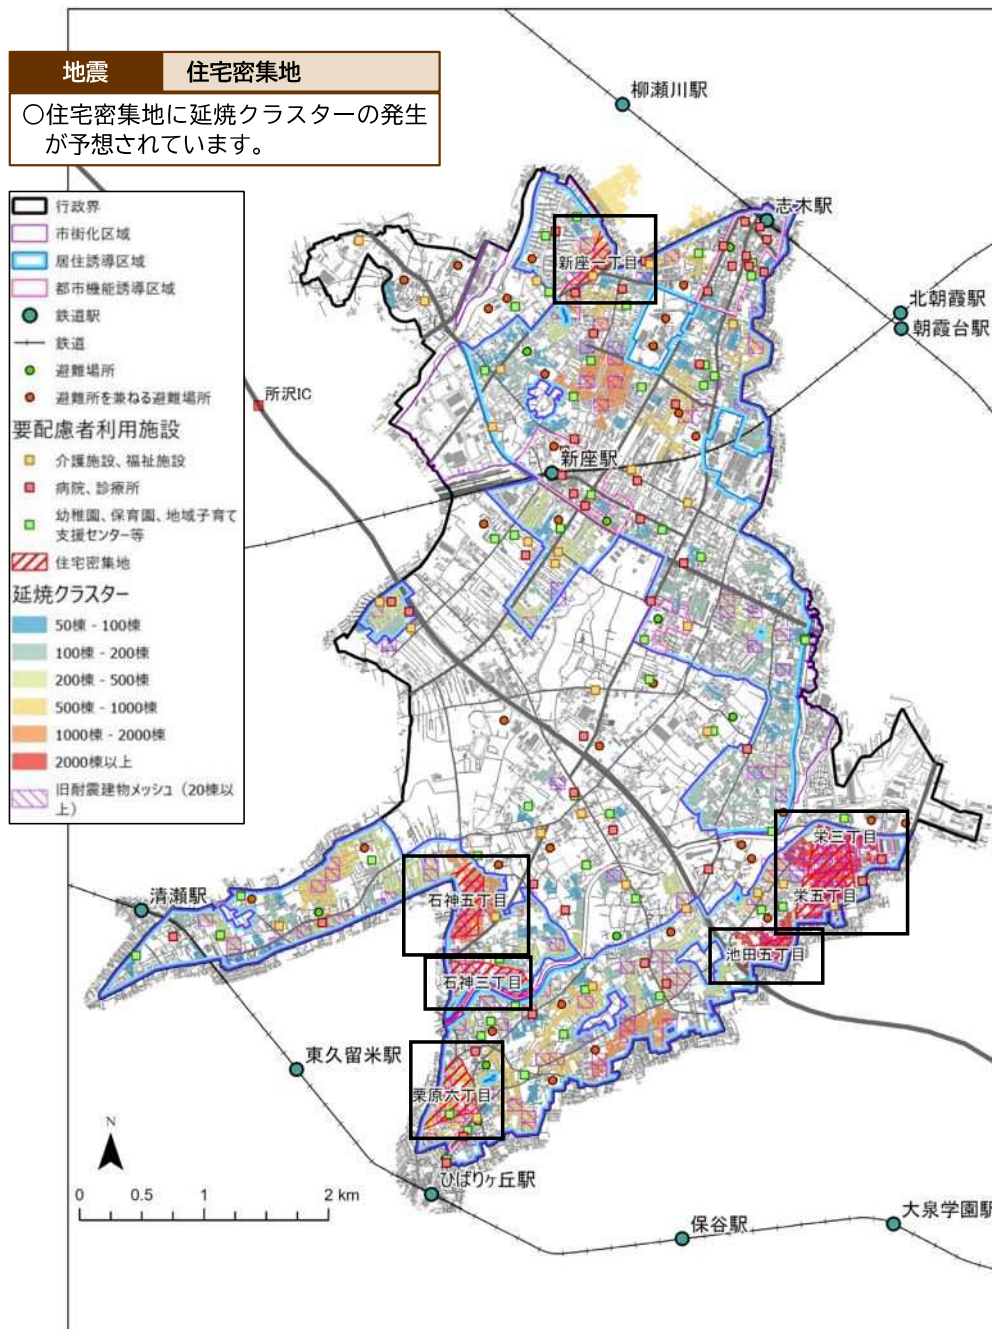 地震 住宅密集地
〇住宅密集地に延焼クラスターの発生
が予想されています。
行政界
市街化区域
居住誘導区域
都市機能誘導区域
鉄道駅
鉄道
避難場所
避難所を兼ねる避難場所
要配慮者利用施設
介護施設、福祉施設
病院、診療所
幼稚園、保育園、地域子育て
支援センター等
住宅密集地
延焼クラスター
50棟 - 100棟
100棟 - 200棟
200棟 - 500棟
500棟 - 1000棟
1000棟 - 2000棟
2000棟以上
旧耐震建物メッシュ（20棟以
上）
柳瀬川駅
志木駅
新座一丁目
北朝霞駅
朝霞台駅
所沢IC
新座駅
栄三丁目
栄五丁目
清瀬駅
石神五丁目
池田五丁目
石神三丁目
東久留米駅
栗原六丁目
N
0 0.5 1 2 km
ひばりヶ丘駅
保谷駅
大泉学園駅